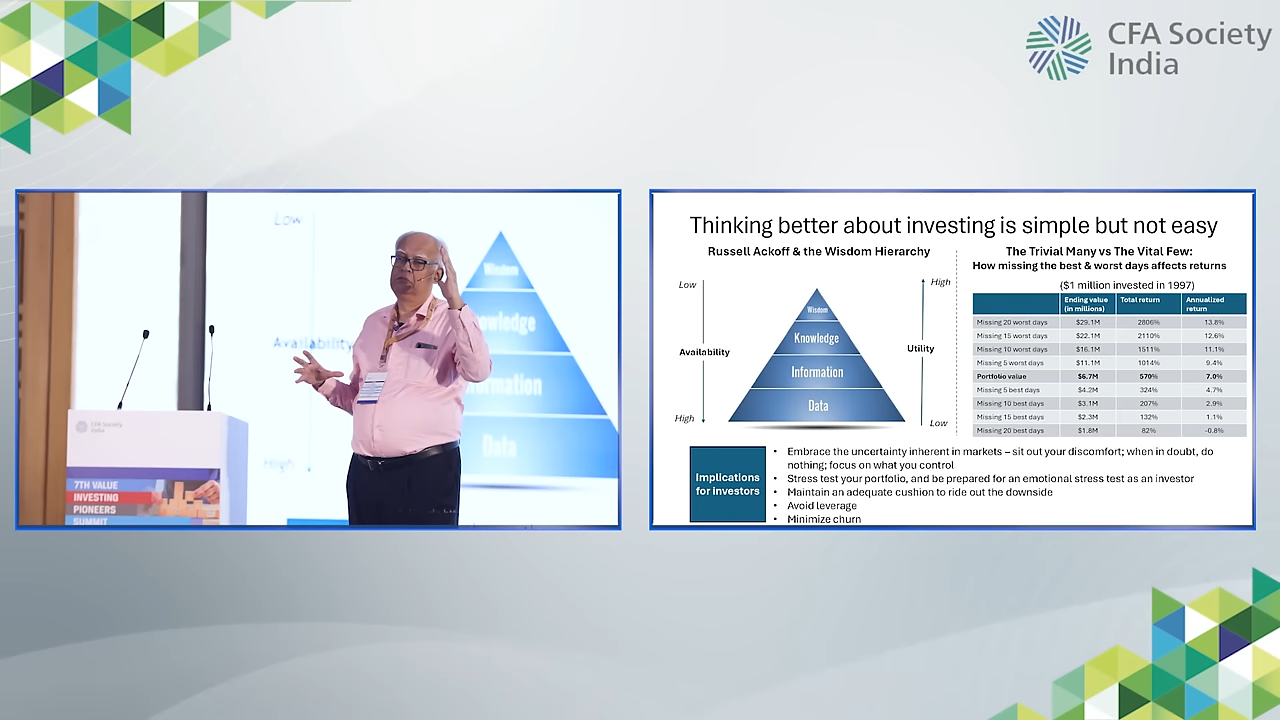 CFA Society
India
Low
Availability
High
Wisdom
Knowledge
Information
Data
CFA Society
India
7TH VALUE
INVESTING
PIONEERS
SUMMIT
Thinking better about investing is simple but not easy
Russell Ackoff & the Wisdom Hierarchy
Low
Availability
High
Wisdom
Knowledge
Information
Data
High
Utility
Low
The Trivial Many vs The Vital Few:
How missing the best & worst days affects returns
($1 million invested in 1997)
Ending value (in millions) Total return Annualized return
Missing 20 worst days $29.1M 2806% 13.8%
Missing 15 worst days $22.1M 2110% 12.6%
Missing 10 worst days $16.1M 1511% 11.1%
Missing 5 worst days $11.1M 1014% 9.4%
Portfolio value $6.7M 570% 7.0%
Missing 5 best days $4.2M 324% 4.7%
Missing 10 best days $3.1M 207% 2.9%
Missing 15 best days $2.3M 132% 1.1%
Missing 20 best days $1.8M 82% -0.8%
Implications
for investors
• Embrace the uncertainty inherent in markets – sit out your discomfort; when in doubt, do
nothing; focus on what you control
• Stress test your portfolio, and be prepared for an emotional stress test as an investor
• Maintain an adequate cushion to ride out the downside
• Avoid leverage
• Minimize churn